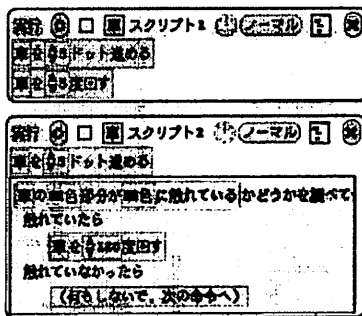 実行 車 スクリプト2 ノーマル
車を5ドット進める
車を5度回す
実行 車 スクリプト2 ノーマル
車を5ドット進める
車の 色部分が 色に触れている かどうかを調べて
触れていたら
車を180度回す
触れていなかったら
（何もしないで、次の命令へ）